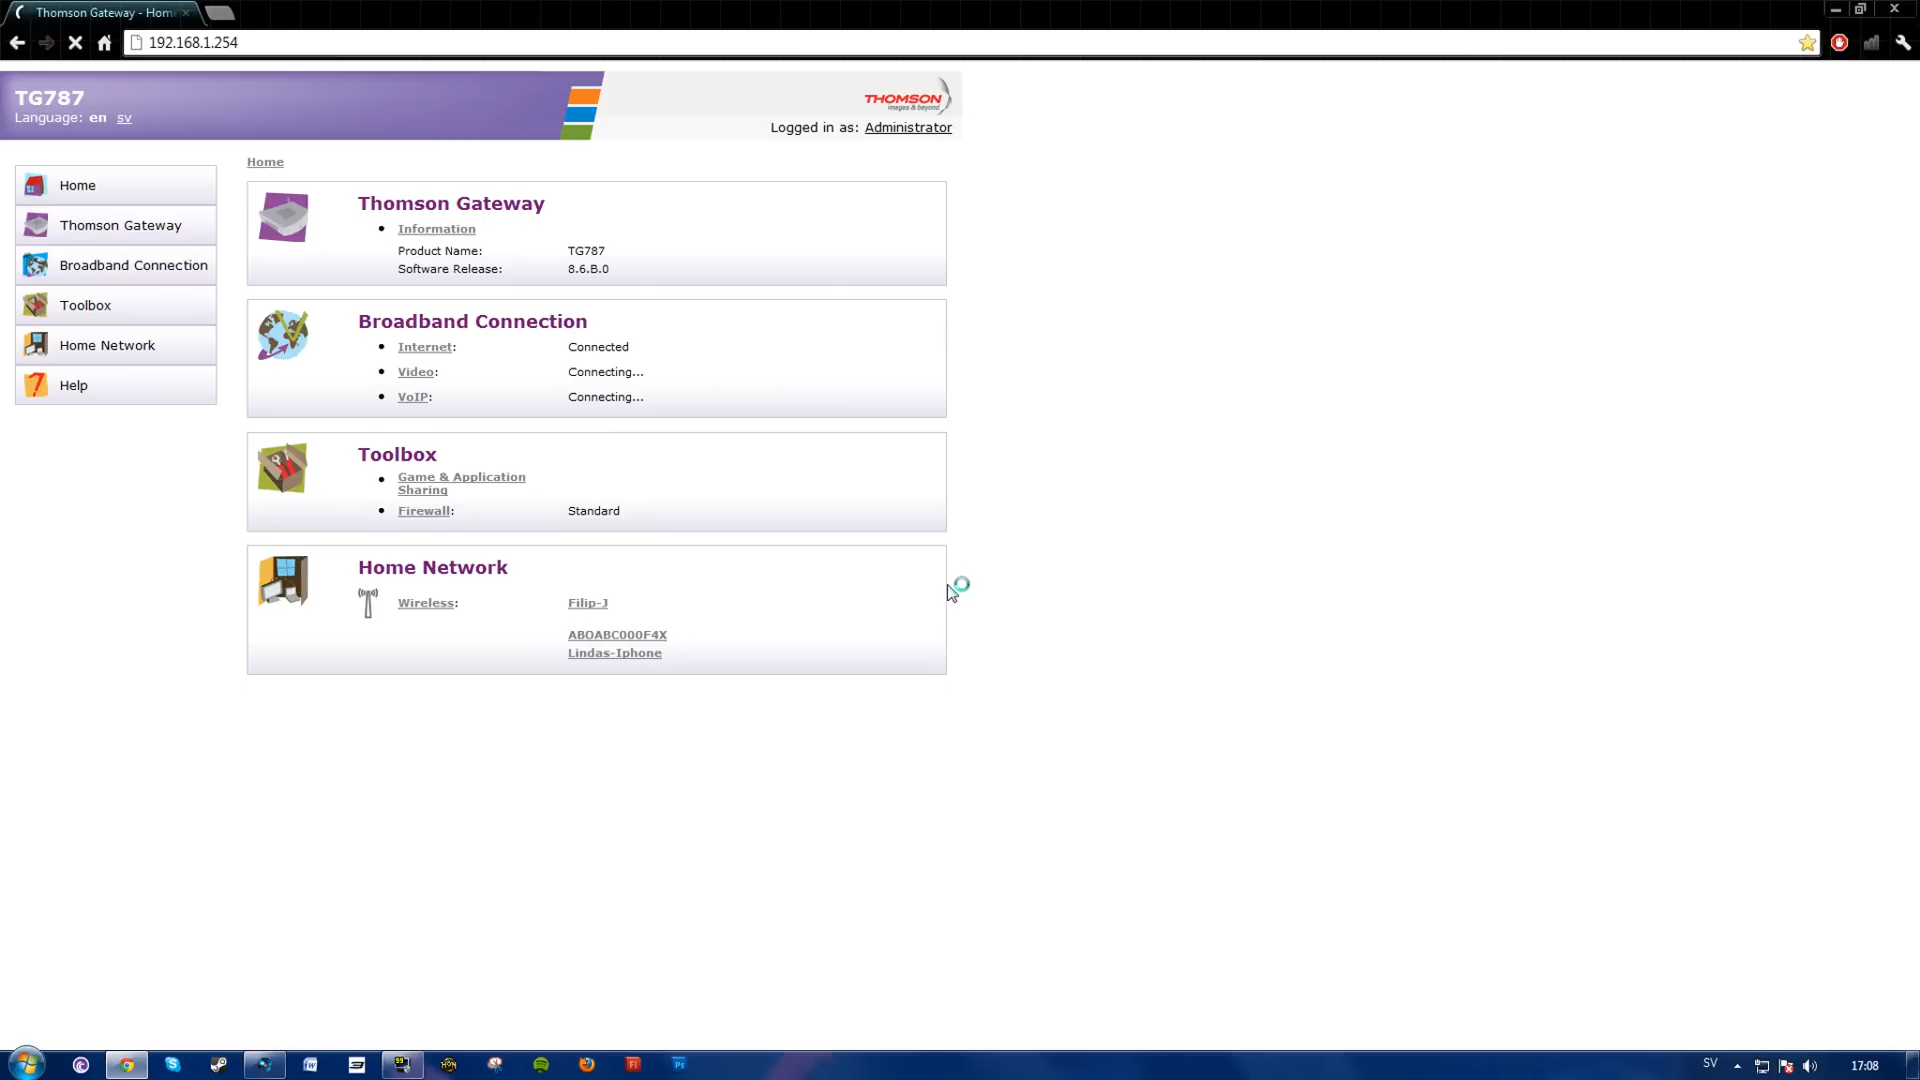 Thomson Gateway - Hom
192.168.1.254
TG787
Language: en sv
THOMSON
images & beyond
Logged in as: Administrator
Home
Thomson Gateway
Broadband Connection
Toolbox
Home Network
Help
Home
Thomson Gateway
Information
Product Name: TG787
Software Release: 8.6.B.0
Broadband Connection
Internet: Connected
Video: Connecting...
VoIP: Connecting...
Toolbox
Game & Application
Sharing
Firewall: Standard
Home Network
Wireless: Filip-J
ABOABC000F4X
Lindas-Iphone
SV
17:08